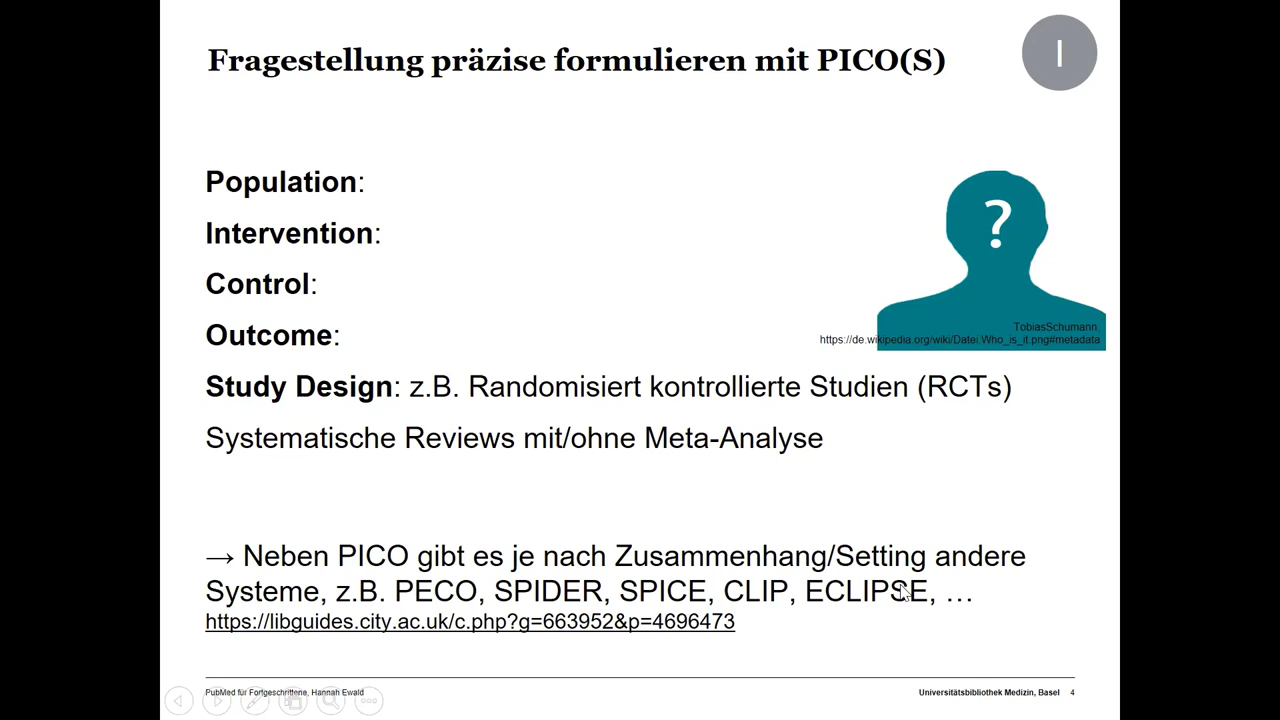 Fragestellung präzise formulieren mit PICO(S)
I
Population:
Intervention:
Control:
Outcome:
?
TobiasSchumann,
https://de.wikipedia.org/wiki/Datei:Who_is_it.png#metadata
Study Design: z.B. Randomisiert kontrollierte Studien (RCTs)
Systematische Reviews mit/ohne Meta-Analyse
→ Neben PICO gibt es je nach Zusammenhang/Setting andere
Systeme, z.B. PECO, SPIDER, SPICE, CLIP, ECLIPSE, …
https://libguides.city.ac.uk/c.php?g=663952&p=4696473
PubMed für Fortgeschrittene, Hannah Ewald
Universitätsbibliothek Medizin, Basel 4